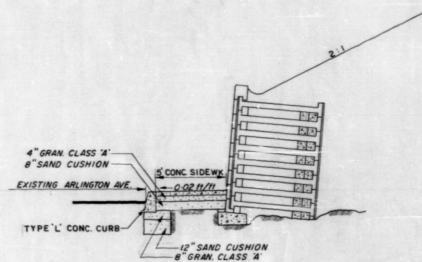 2:1
4" GRAN. CLASS 'A'
8" SAND CUSHION
5' CONC. SIDEWK.
EXISTING ARLINGTON AVE.
0.02 ft/ft
TYPE 'L' CONC. CURB
12" SAND CUSHION
8" GRAN. CLASS 'A'